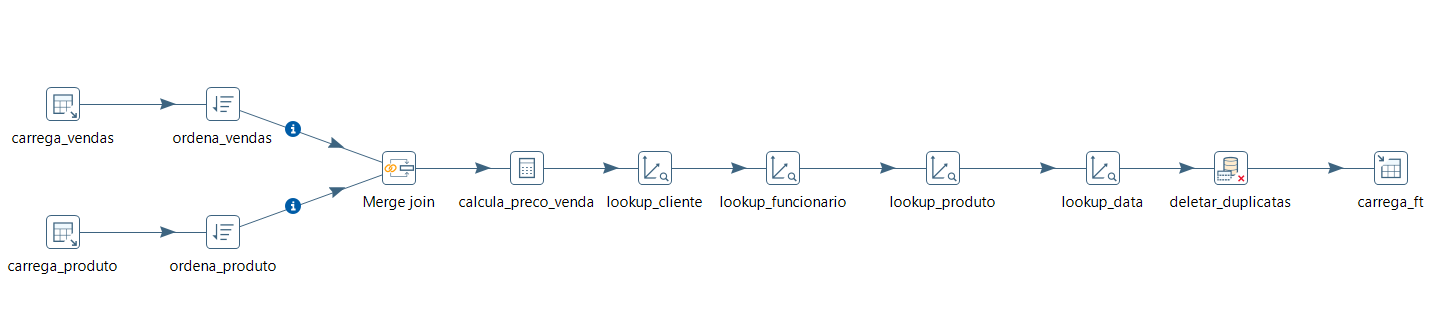 carrega_vendas
ordena_vendas
Merge join
calcula_preco_venda
lookup_cliente
lookup_funcionario
lookup_produto
lookup_data
deletar_duplicatas
carrega_ft
carrega_produto
ordena_produto